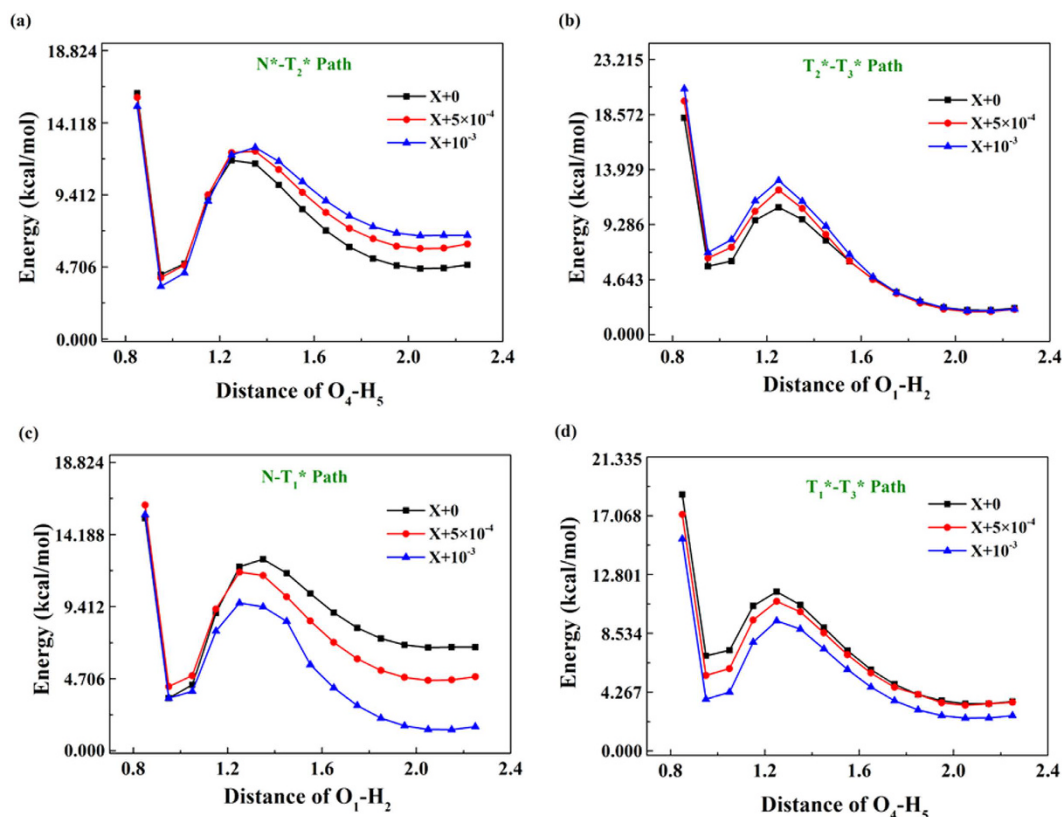 (a)
N*-T₂* Path
X+0
X+5×10⁻⁴
X+10⁻³
18.824
14.118
9.412
4.706
0.000
Energy (kcal/mol)
0.8 1.2 1.6 2.0 2.4
Distance of O₄-H₅
(b)
T₂*-T₃* Path
X+0
X+5×10⁻⁴
X+10⁻³
23.215
18.572
13.929
9.286
4.643
0.000
Energy (kcal/mol)
0.8 1.2 1.6 2.0 2.4
Distance of O₁-H₂
(c)
N-T₁* Path
X+0
X+5×10⁻⁴
X+10⁻³
18.824
14.188
9.412
4.706
0.000
Energy (kcal/mol)
0.8 1.2 1.6 2.0 2.4
Distance of O₁-H₂
(d)
T₁*-T₃* Path
X+0
X+5×10⁻⁴
X+10⁻³
21.335
17.068
12.801
8.534
4.267
0.000
Energy (kcal/mol)
0.8 1.2 1.6 2.0 2.4
Distance of O₄-H₅